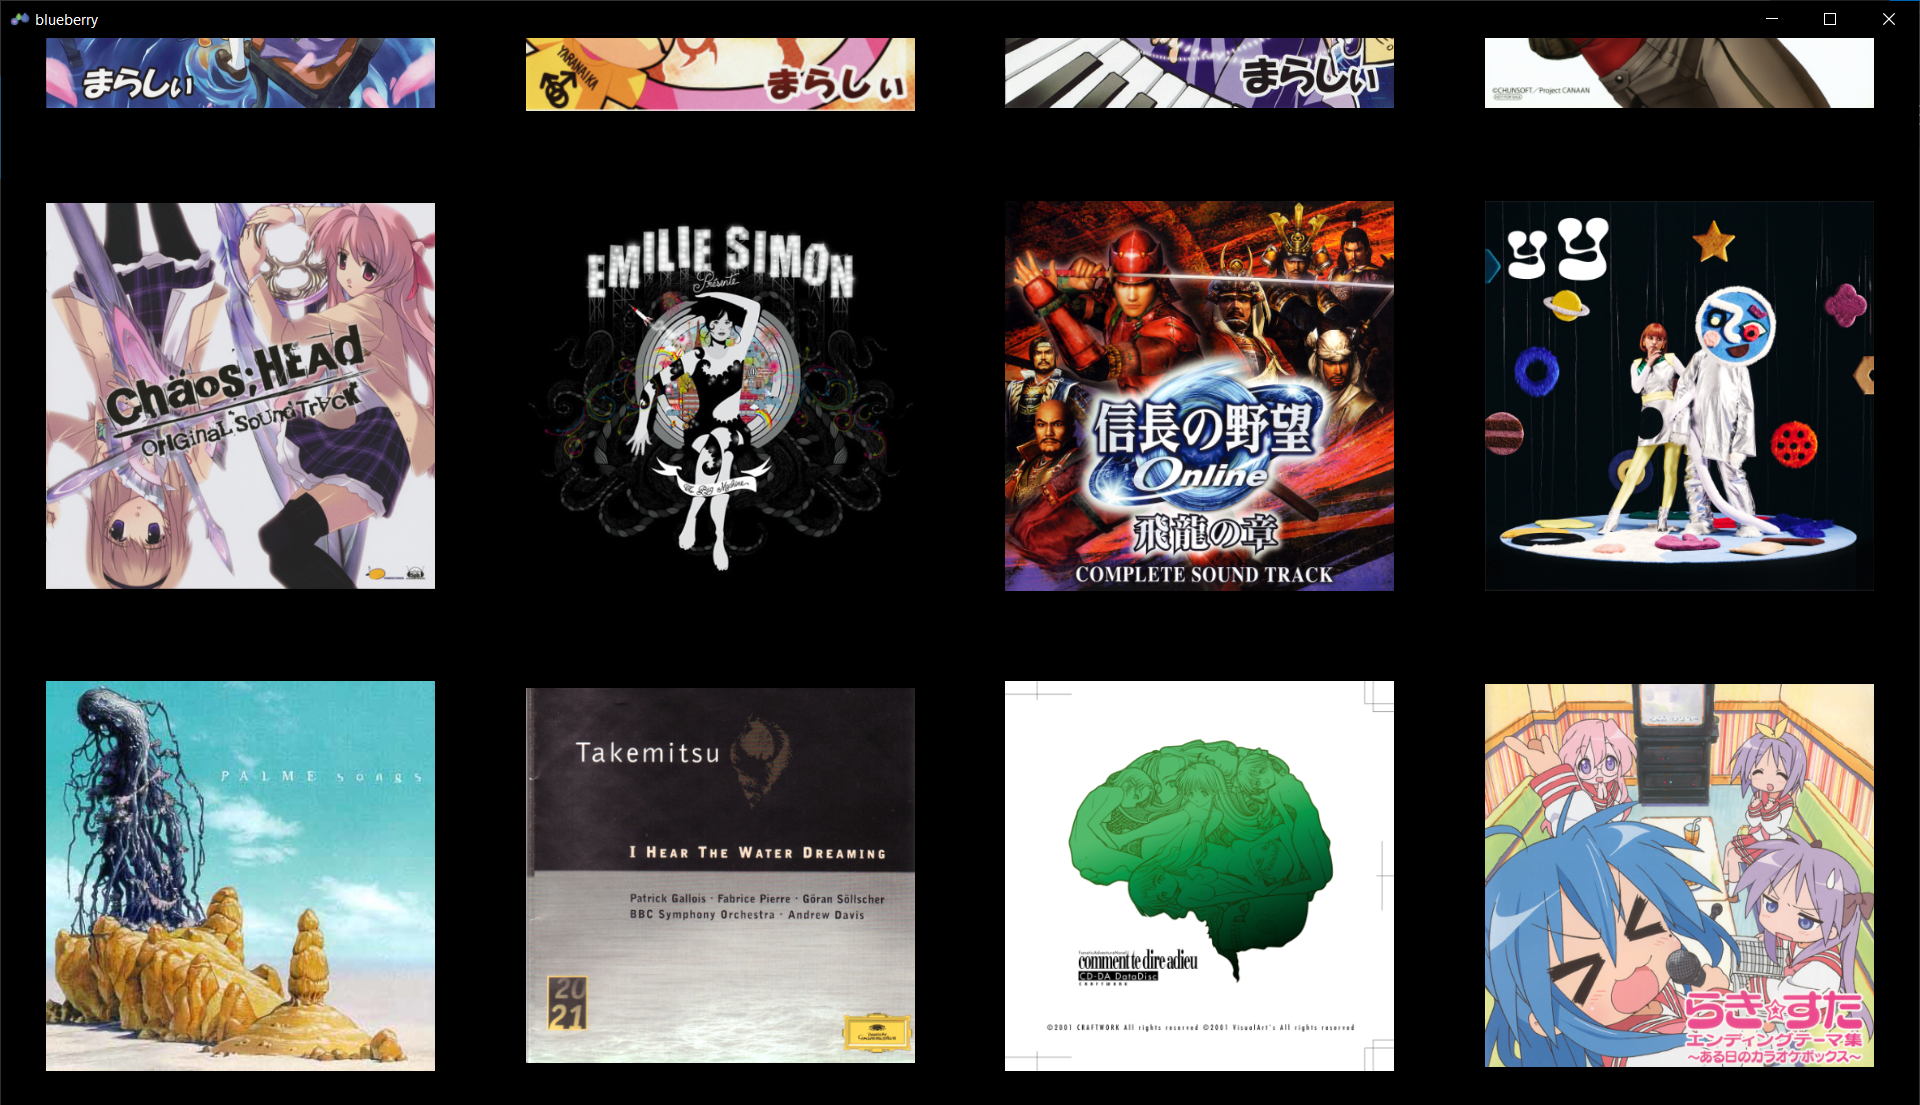 blueberry
まらしぃ
YARANAIKA
まらしぃ
まらしぃ
©CHUNSOFT／Project CANAAN
Chäos;HEAd
OriGinaL SoUnd TrVcK
EMILIE SIMON
Présente
The Big Machine
信長の野望
Online
飛龍の章
COMPLETE SOUND TRACK
yy
PALME songs
Takemitsu
I HEAR THE WATER DREAMING
Patrick Gallois · Fabrice Pierre · Göran Söllscher
BBC Symphony Orchestra · Andrew Davis
20
21
comment te dire adieu
CD-DA DataDisc
CRAFTWORK
©2001 CRAFTWORK All rights reserved ©2001 VisualArt's All rights reserved
らき☆すた
エンディングテーマ集
～ある日のカラオケボックス～